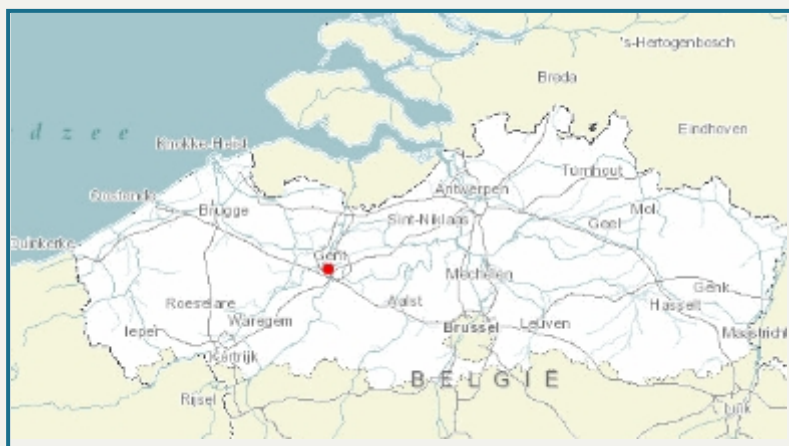 's-Hertogenbosch
Breda
d z e e
Eindhoven
Knokke-Heist
Turnhout
Antwerpen
Oostende
Brugge
Mol
Sint-Niklaas
Geel
Duinkerke
Gent
Mechelen
Genk
Roeselare
Aalst
Hasselt
Waregem
Brussel
Leuven
Ieper
Maastricht
Kortrijk
BELGIË
Rijsel
Luik